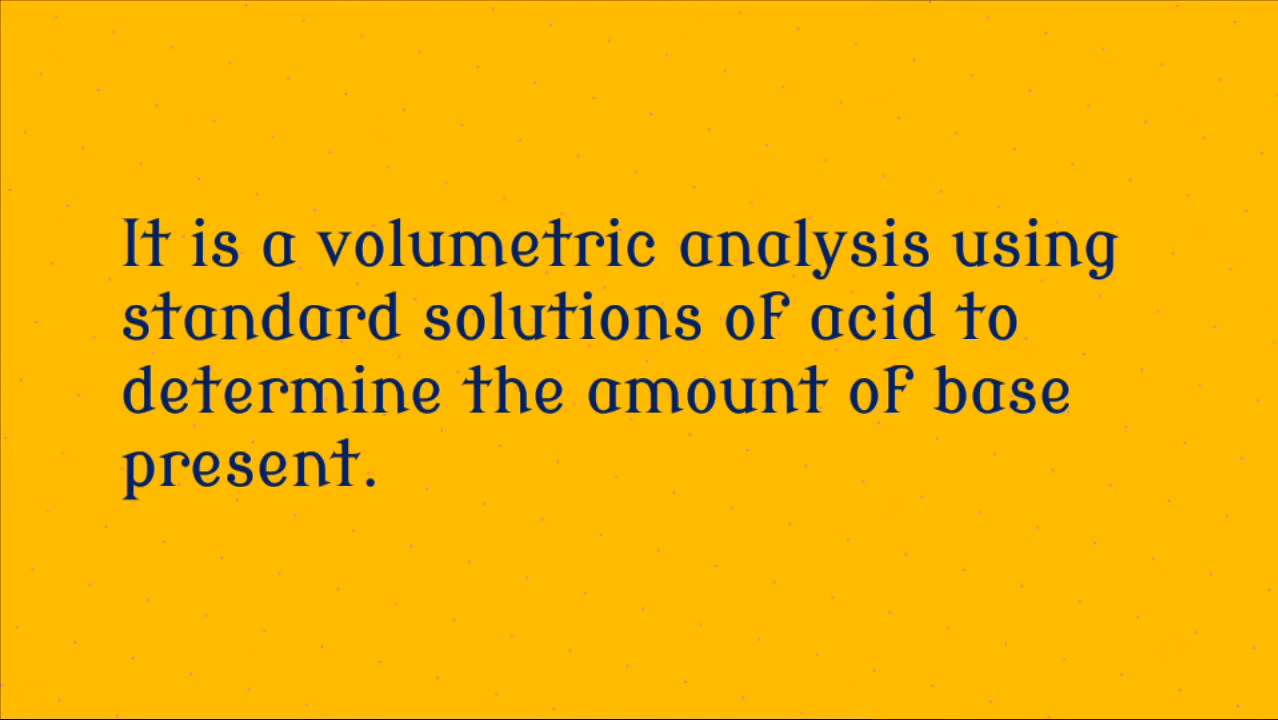 It is a volumetric analysis using
standard solutions of acid to
determine the amount of base
present.